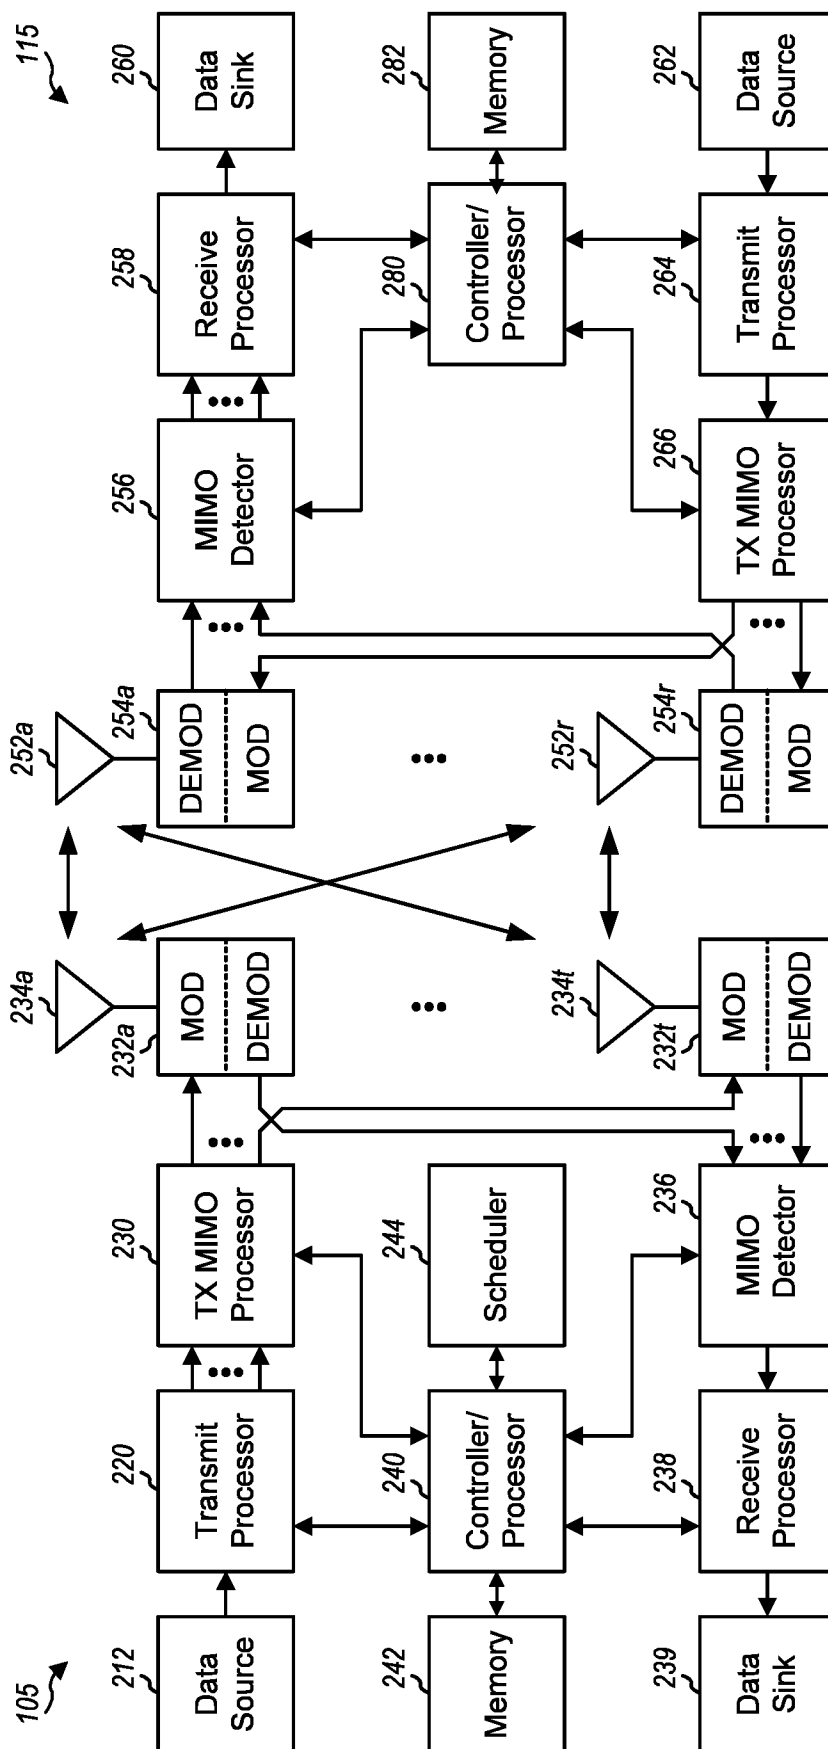 105
115
212
Data
Source
220
Transmit
Processor
230
TX MIMO
Processor
232a
MOD
DEMOD
234a
252a
254a
DEMOD
MOD
256
MIMO
Detector
258
Receive
Processor
260
Data
Sink
242
Memory
240
Controller/
Processor
244
Scheduler
280
Controller/
Processor
282
Memory
239
Data
Sink
238
Receive
Processor
236
MIMO
Detector
232t
MOD
DEMOD
234t
252r
254r
DEMOD
MOD
266
TX MIMO
Processor
264
Transmit
Processor
262
Data
Source